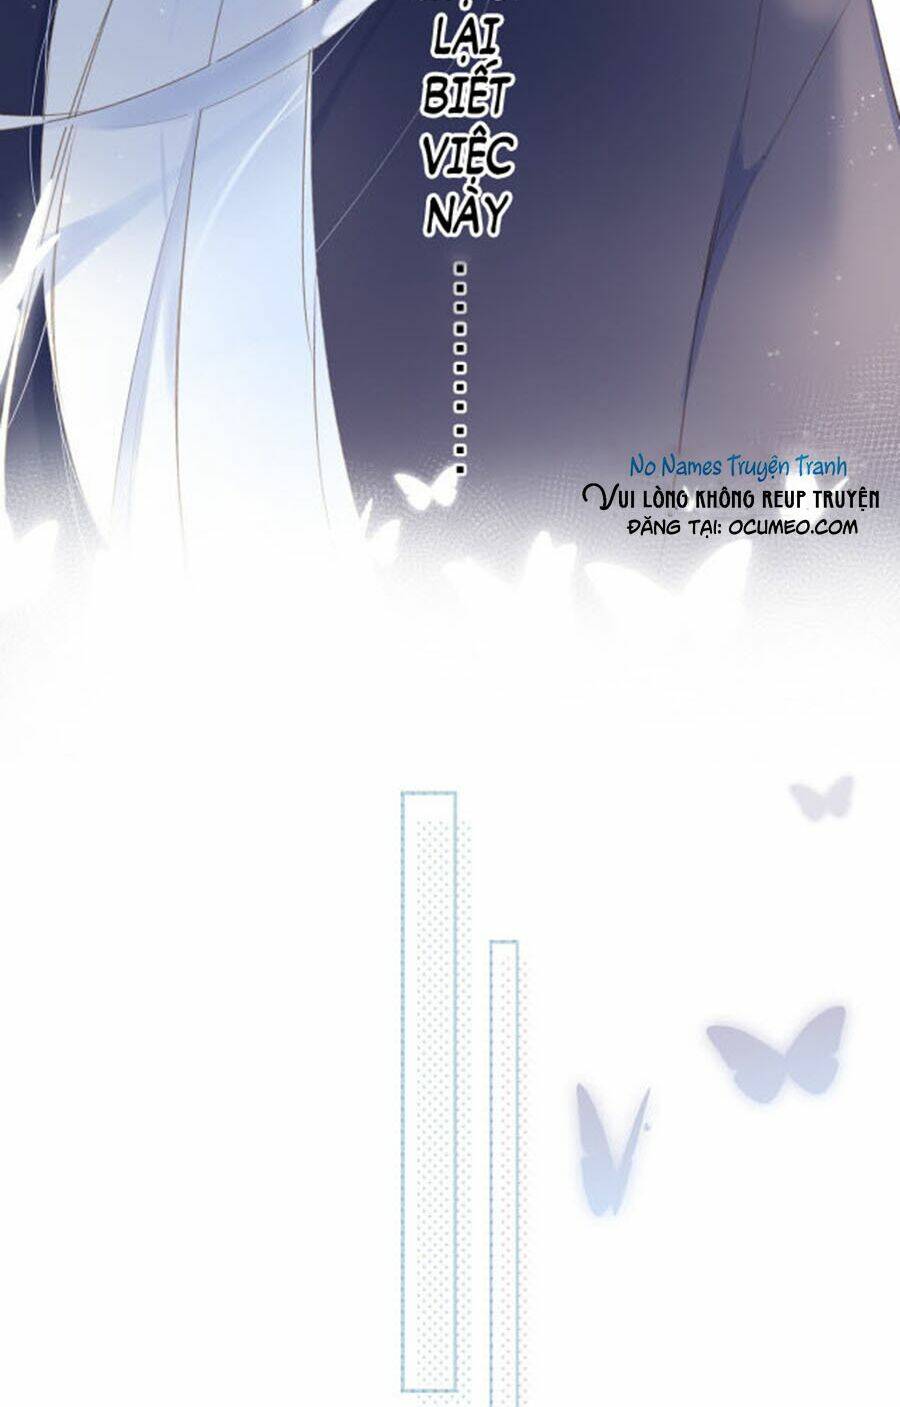 LẠI
BIẾT
VIỆC
NÀY
No Names Truyện Tranh
VUI LÒNG KHÔNG REUP TRUYỆN
ĐĂNG TẠI: OCUMEO.COM